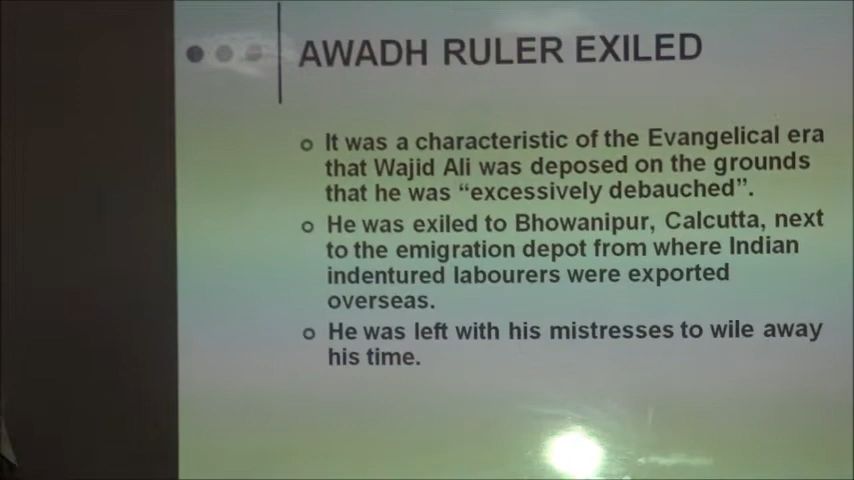 AWADH RULER EXILED
It was a characteristic of the Evangelical era
that Wajid Ali was deposed on the grounds
that he was “excessively debauched”.
He was exiled to Bhowanipur, Calcutta, next
to the emigration depot from where Indian
indentured labourers were exported
overseas.
He was left with his mistresses to wile away
his time.